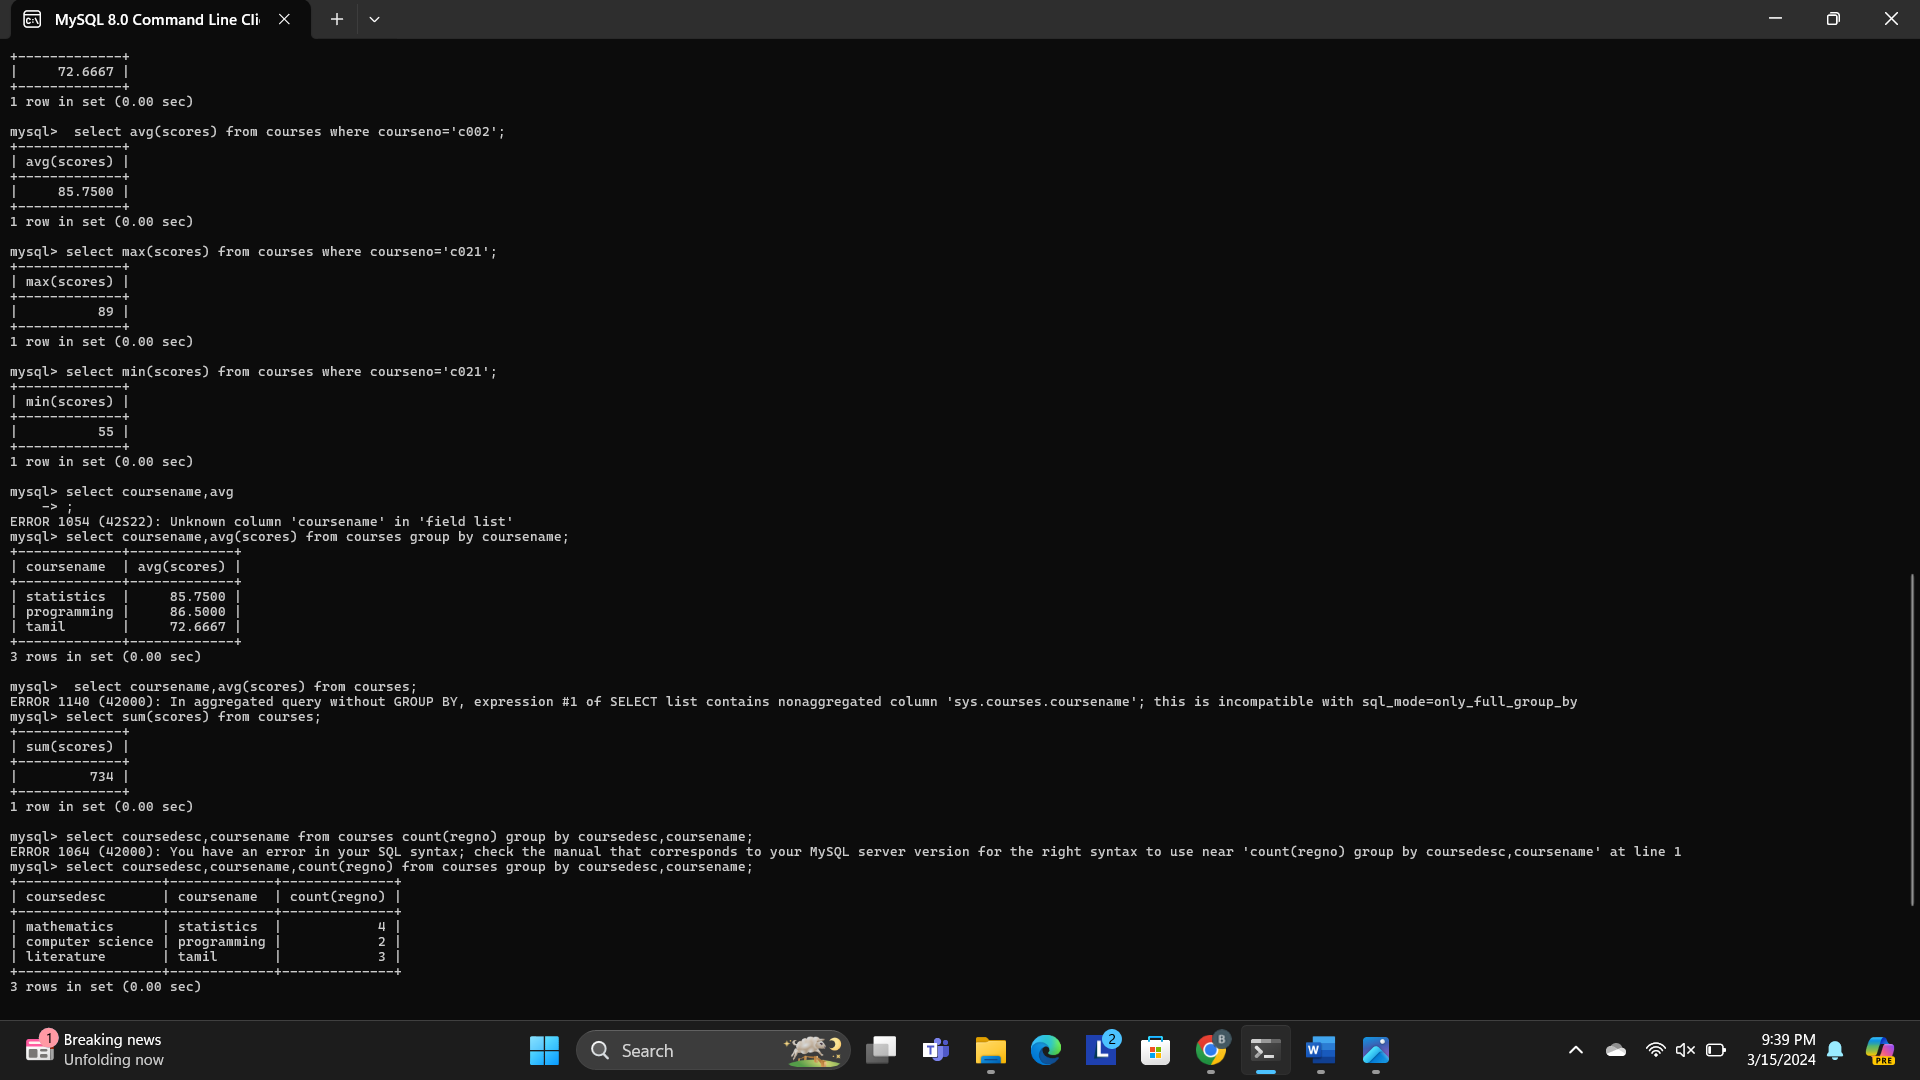 MySQL 8.0 Command Line Cli
+-------------+
|     72.6667 |
+-------------+
1 row in set (0.00 sec)
mysql>  select avg(scores) from courses where courseno='c002';
+-------------+
| avg(scores) |
+-------------+
|     85.7500 |
+-------------+
1 row in set (0.00 sec)
mysql> select max(scores) from courses where courseno='c021';
+-------------+
| max(scores) |
+-------------+
|          89 |
+-------------+
1 row in set (0.00 sec)
mysql> select min(scores) from courses where courseno='c021';
+-------------+
| min(scores) |
+-------------+
|          55 |
+-------------+
1 row in set (0.00 sec)
mysql> select coursename,avg
    -> ;
ERROR 1054 (42S22): Unknown column 'coursename' in 'field list'
mysql> select coursename,avg(scores) from courses group by coursename;
+-------------+-------------+
| coursename  | avg(scores) |
+-------------+-------------+
| statistics  |     85.7500 |
| programming |     86.5000 |
| tamil       |     72.6667 |
+-------------+-------------+
3 rows in set (0.00 sec)
mysql>  select coursename,avg(scores) from courses;
ERROR 1140 (42000): In aggregated query without GROUP BY, expression #1 of SELECT list contains nonaggregated column 'sys.courses.coursename'; this is incompatible with sql_mode=only_full_group_by
mysql> select sum(scores) from courses;
+-------------+
| sum(scores) |
+-------------+
|         734 |
+-------------+
1 row in set (0.00 sec)
mysql> select coursedesc,coursename from courses count(regno) group by coursedesc,coursename;
ERROR 1064 (42000): You have an error in your SQL syntax; check the manual that corresponds to your MySQL server version for the right syntax to use near 'count(regno) group by coursedesc,coursename' at line 1
mysql> select coursedesc,coursename,count(regno) from courses group by coursedesc,coursename;
+------------------+-------------+--------------+
| coursedesc       | coursename  | count(regno) |
+------------------+-------------+--------------+
| mathematics      | statistics  |            4 |
| computer science | programming |            2 |
| literature       | tamil       |            3 |
+------------------+-------------+--------------+
3 rows in set (0.00 sec)
1
Breaking news
Unfolding now
Search
T
L
2
B
W
9:39 PM
3/15/2024
PRE